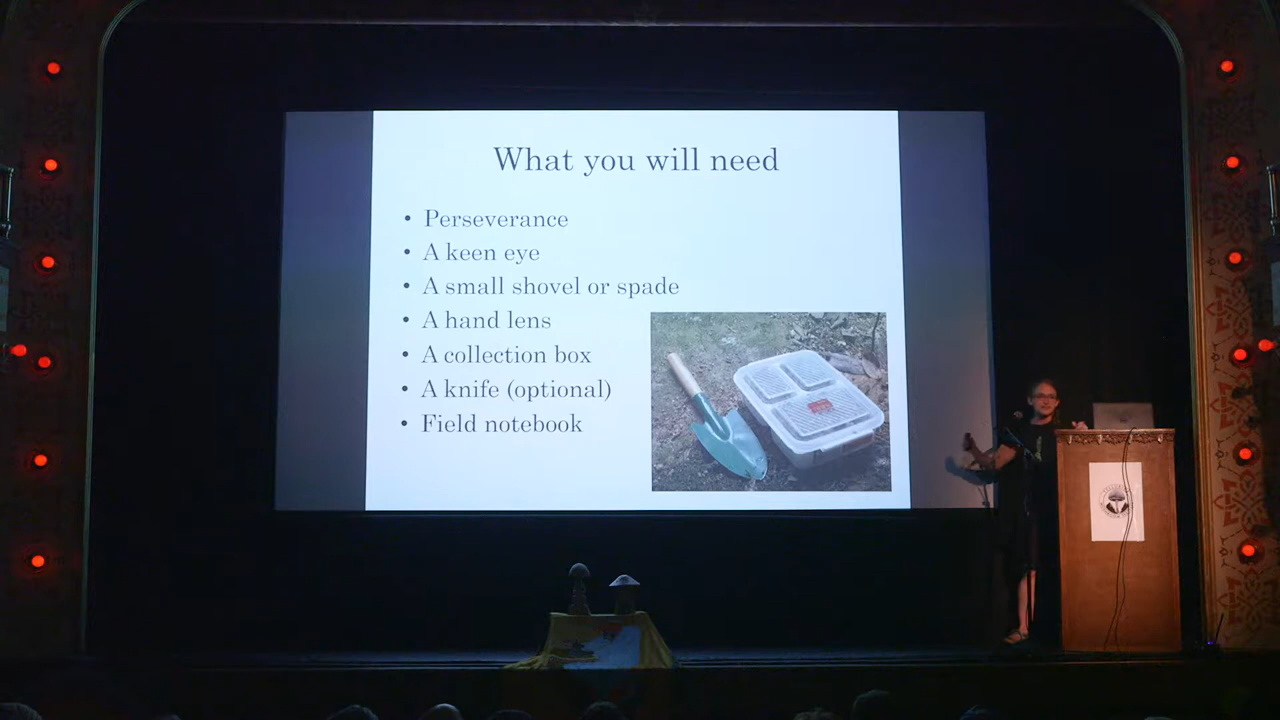 What you will need
• Perseverance
• A keen eye
• A small shovel or spade
• A hand lens
• A collection box
• A knife (optional)
• Field notebook